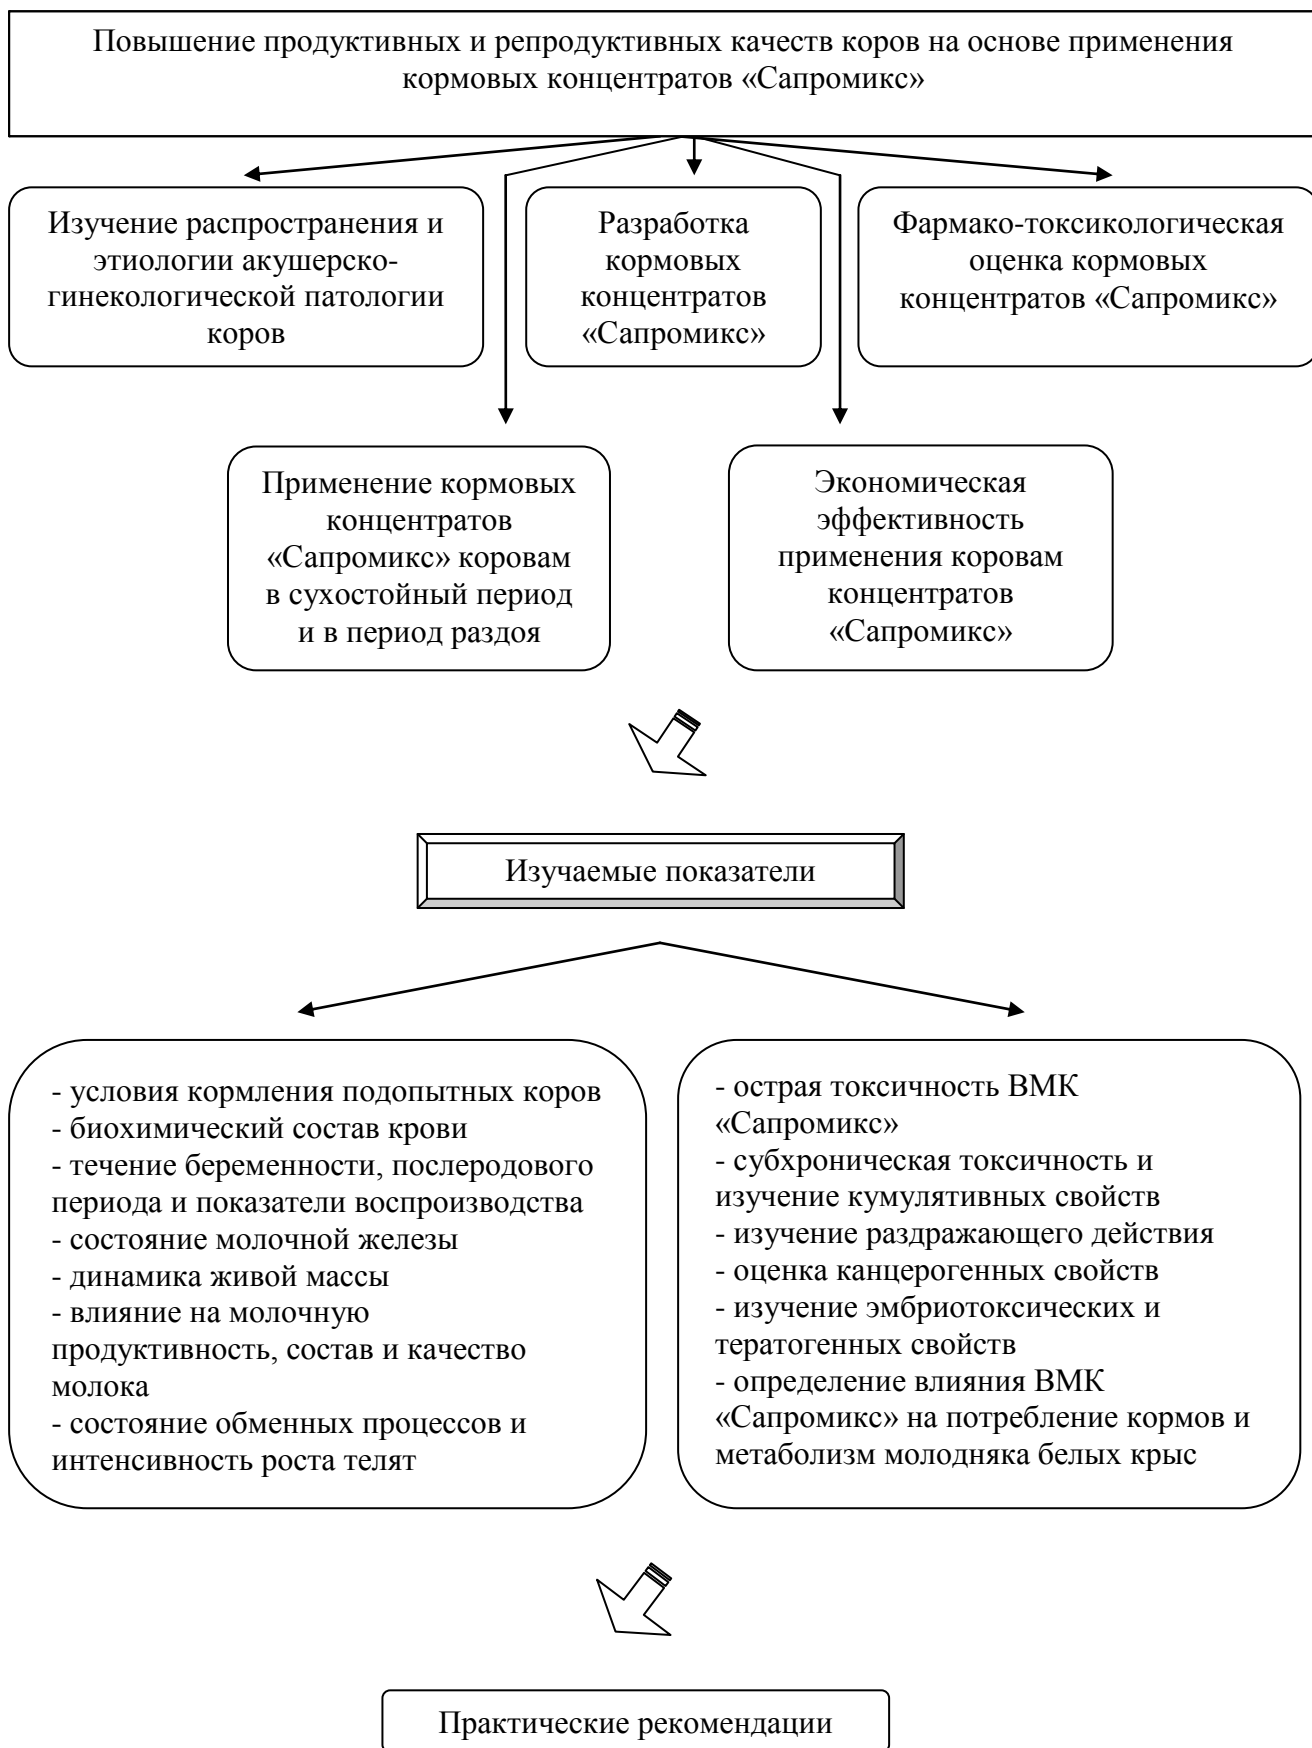 Повышение продуктивных и репродуктивных качеств коров на основе применения
кормовых концентратов «Сапромикс»
Изучение распространения и
этиологии акушерско-
гинекологической патологии
коров
Разработка
кормовых
концентратов
«Сапромикс»
Фармако-токсикологическая
оценка кормовых
концентратов «Сапромикс»
Применение кормовых
концентратов
«Сапромикс» коровам
в сухостойный период
и в период раздоя
Экономическая
эффективность
применения коровам
концентратов
«Сапромикс»
Изучаемые показатели
- условия кормления подопытных коров
- биохимический состав крови
- течение беременности, послеродового
периода и показатели воспроизводства
- состояние молочной железы
- динамика живой массы
- влияние на молочную
продуктивность, состав и качество
молока
- состояние обменных процессов и
интенсивность роста телят
- острая токсичность ВМК
«Сапромикс»
- субхроническая токсичность и
изучение кумулятивных свойств
- изучение раздражающего действия
- оценка канцерогенных свойств
- изучение эмбриотоксических и
тератогенных свойств
- определение влияния ВМК
«Сапромикс» на потребление кормов и
метаболизм молодняка белых крыс
Практические рекомендации